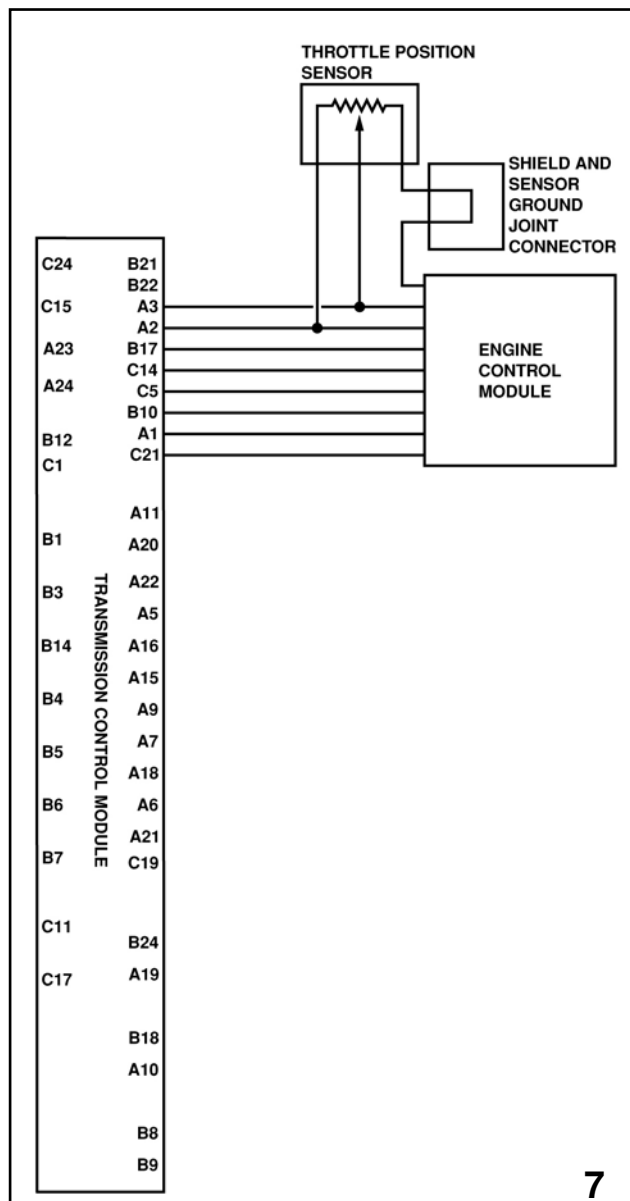 THROTTLE POSITION
SENSOR
SHIELD AND
SENSOR
GROUND
JOINT
CONNECTOR
ENGINE
CONTROL
MODULE
C24
C15
A23
A24
B12
C1
B1
B3
B14
B4
B5
B6
B7
C11
C17
TRANSMISSION CONTROL MODULE
B21
B22
A3
A2
B17
C14
C5
B10
A1
C21
A11
A20
A22
A5
A16
A15
A9
A7
A18
A6
A21
C19
B24
A19
B18
A10
B8
B9
7